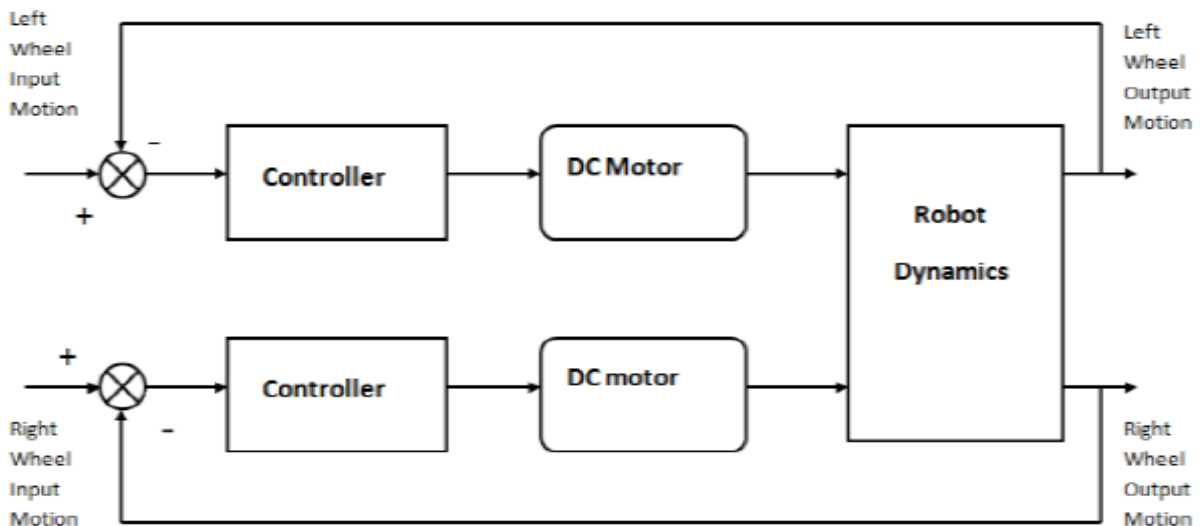 Left
Wheel
Input
Motion
Left
Wheel
Output
Motion
-
+
Controller
DC Motor
Robot
Dynamics
+
-
Controller
DC motor
Right
Wheel
Input
Motion
Right
Wheel
Output
Motion